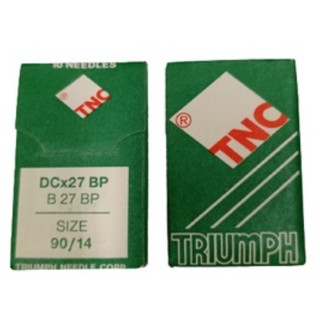 10 NEEDLES
TNC
DCx27 BP
B 27 BP
SIZE
90/14
TRIUMPH NEEDLE CORP.
TNC
®
TRIUMPH